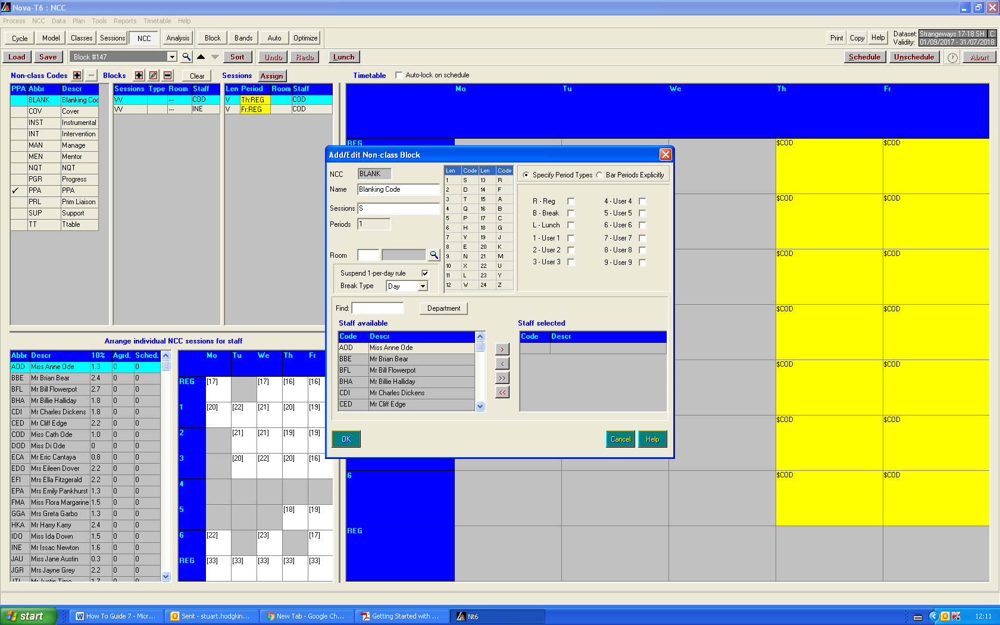 Nova-T6 : NCC
Process NCC Data Plan Tools Reports Timetable Help
Cycle Model Classes Sessions NCC Analysis Block Bands Auto Optimize Print Copy Help
Dataset: Strangeways 17-18 SH C
Validity: 01/09/2017 - 31/07/2018
Load Save Block #147 Sort Undo Redo Lunch Schedule Unschedule Abort
Non-class Codes Blocks Clear Sessions Assign Timetable Auto-lock on schedule
PPA Abbr Descr
BLANK Blanking Coc
COV Cover
INST Instrumental
INT Intervention
MAN Manage
MEN Mentor
NQT NQT
PGR Progress
PPA PPA
PRL Prim Liaison
SUP Support
TT Ttable
Sessions Type Room Staff
VV --- COD
VV --- INE
Len Period Room Staff
V Th:REG COD
V Fr:REG COD
Mo Tu We Th Fr
REG $COD $COD
$COD $COD
$COD $COD
$COD $COD
$COD $COD
$COD $COD
6 $COD $COD
REG
Add/Edit Non-class Block
NCC BLANK
Name Blanking Code
Sessions S
Periods 1
Room
Suspend 1-per-day rule
Break Type Day
Len Code Len Code
1 S 13 R
2 D 14 F
3 T 15 A
4 Q 16 B
5 P 17 C
6 H 18 G
7 V 19 J
8 E 20 K
9 N 21 M
10 X 22 U
11 L 23 Y
12 W 24 Z
Specify Period Types Bar Periods Explicitly
R - Reg 4 - User 4
B - Break 5 - User 5
L - Lunch 6 - User 6
1 - User 1 7 - User 7
2 - User 2 8 - User 8
3 - User 3 9 - User 9
Find: Department
Staff available
Code Descr
AOD Miss Anne Ode
BBE Mr Brian Bear
BFL Mr Bill Flowerpot
BHA Mr Billie Halliday
CDI Mr Charles Dickens
CED Mr Cliff Edge
> < >> <<
Staff selected
Code Descr
OK Cancel Help
Arrange individual NCC sessions for staff
Abbr Descr 10% Agrd. Sched.
AOD Miss Anne Ode 1.3 0 0
BBE Mr Brian Bear 2.4 0 0
BFL Mr Bill Flowerpot 2.7 0 0
BHA Mr Billie Halliday 1.8 0 0
CDI Mr Charles Dickens 1.8 0 0
CED Mr Cliff Edge 2.2 0 0
COD Miss Cath Ode 1.0 0 0
DOD Miss Di Ode 0 0 0
ECA Mr Eric Cantaya 0.8 0 0
EDO Mrs Eileen Dover 2.2 0 0
EFI Mrs Ella Fitzgerald 2.2 0 0
EPA Mrs Emily Pankhurst 1.3 0 0
FMA Miss Flora Margarine 1.5 0 0
GGA Mrs Greta Garbo 1.3 0 0
HKA Mr Harry Karry 2.4 0 0
IDO Miss Ida Down 1.5 0 0
INE Mr Issac Newton 1.6 0 0
JAU Miss Jane Austin 0.3 0 0
JGR Mrs Jayne Grey 2.2 0 0
JTI Mr Justin Time 1.7 0 0
Mo Tu We Th Fr
REG [17] [17] [16] [16]
1 [20] [22] [21] [20] [19]
2 [21] [21] [19] [19]
3 [20] [22] [20] [16]
4
5 [18] [19]
6 [22] [23] [17]
REG [33] [33] [33] [33] [33]
start How To Guide 7 - Micr... Sent - stuart.hodgkin... New Tab - Google Ch... Getting Started with ... Nt6 12:11